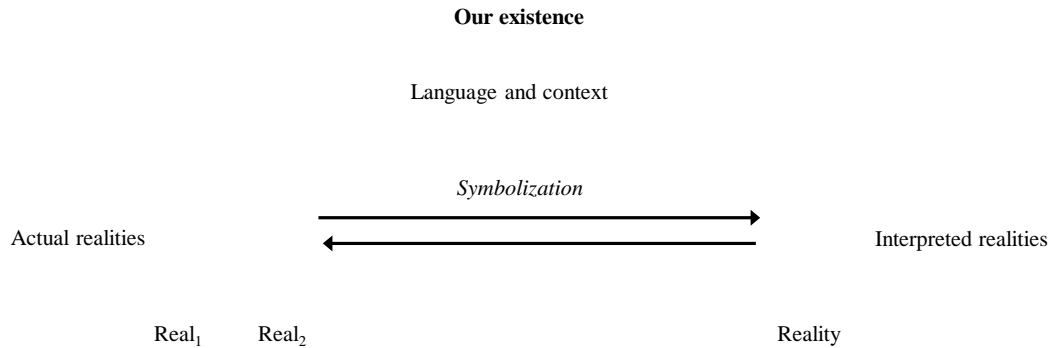 Our existence
Language and context
Symbolization
Actual realities
Interpreted realities
Real₁ Real₂ Reality